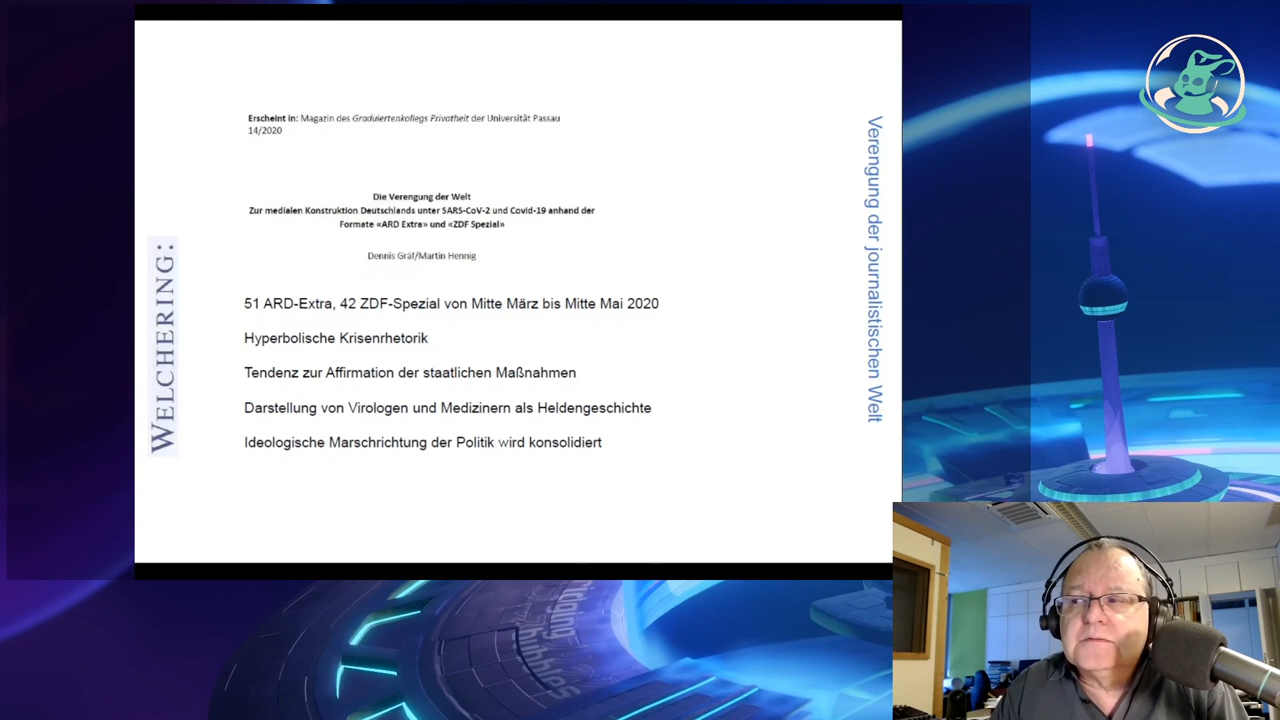 Erscheint in: Magazin des Graduiertenkollegs Privatheit der Universität Passau
14/2020
Die Verengung der Welt
Zur medialen Konstruktion Deutschlands unter SARS-CoV-2 und Covid-19 anhand der
Formate «ARD Extra» und «ZDF Spezial»
Dennis Gräf/Martin Hennig
51 ARD-Extra, 42 ZDF-Spezial von Mitte März bis Mitte Mai 2020
Hyperbolische Krisenrhetorik
Tendenz zur Affirmation der staatlichen Maßnahmen
Darstellung von Virologen und Medizinern als Heldengeschichte
Ideologische Marschrichtung der Politik wird konsolidiert
WELCHERING:
Verengung der journalistischen Welt